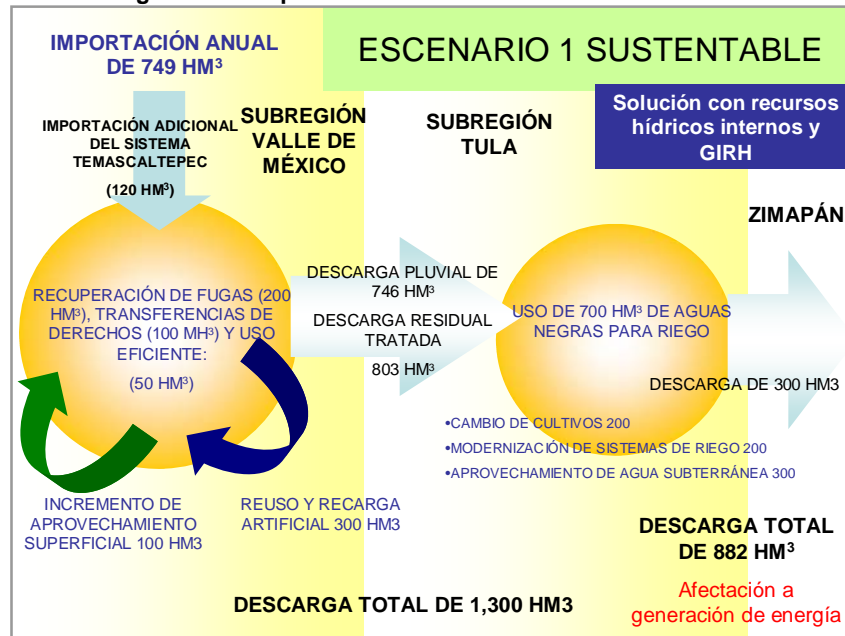 IMPORTACIÓN ANUAL
DE 749 HM³
ESCENARIO 1 SUSTENTABLE
IMPORTACIÓN ADICIONAL
DEL SISTEMA
TEMASCALTEPEC
(120 HM³)
SUBREGIÓN
VALLE DE
MÉXICO
SUBREGIÓN
TULA
Solución con recursos
hídricos internos y
GIRH
ZIMAPÁN
RECUPERACIÓN DE FUGAS (200
HM³), TRANSFERENCIAS DE
DERECHOS (100 MH³) Y USO
EFICIENTE:
(50 HM³)
DESCARGA PLUVIAL DE
746 HM³
DESCARGA RESIDUAL
TRATADA
803 HM³
USO DE 700 HM³ DE AGUAS
NEGRAS PARA RIEGO
DESCARGA DE 300 HM3
•CAMBIO DE CULTIVOS 200
•MODERNIZACIÓN DE SISTEMAS DE RIEGO 200
•APROVECHAMIENTO DE AGUA SUBTERRÁNEA 300
INCREMENTO DE
APROVECHAMIENTO
SUPERFICIAL 100 HM3
REUSO Y RECARGA
ARTIFICIAL 300 HM3
DESCARGA TOTAL
DE 882 HM³
DESCARGA TOTAL DE 1,300 HM3
Afectación a
generación de energía